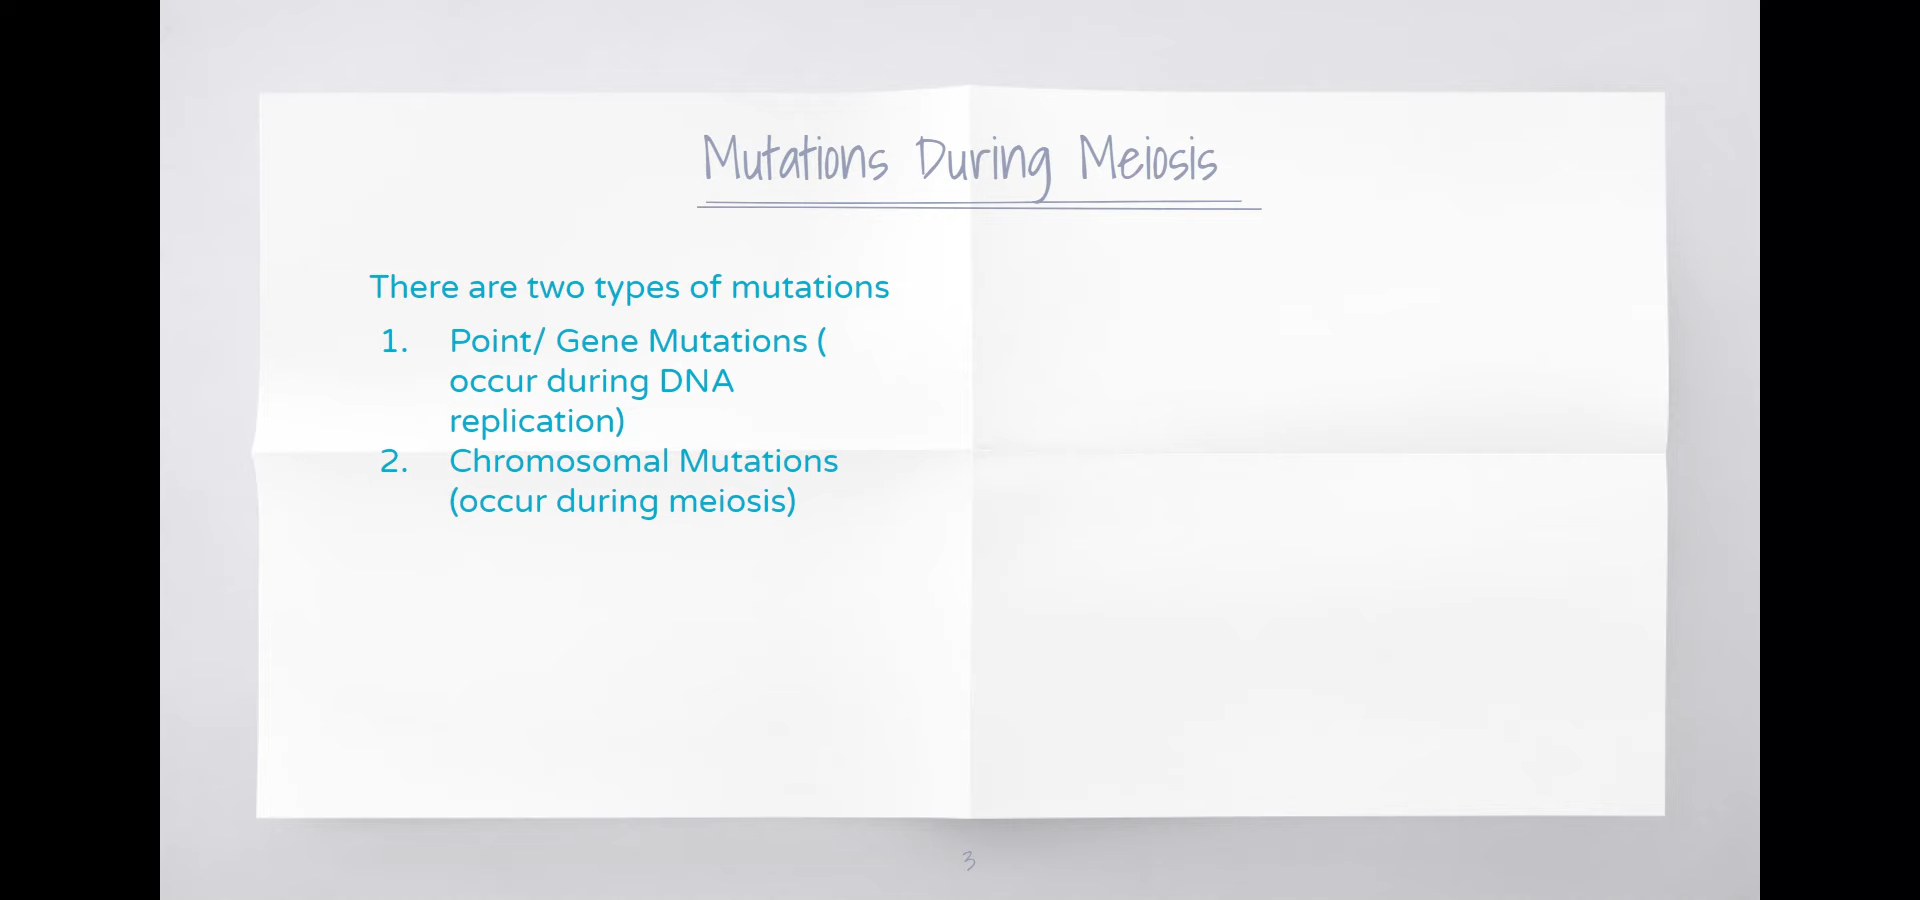 Mutations During Meiosis
There are two types of mutations
1. Point/ Gene Mutations (
occur during DNA
replication)
2. Chromosomal Mutations
(occur during meiosis)
3